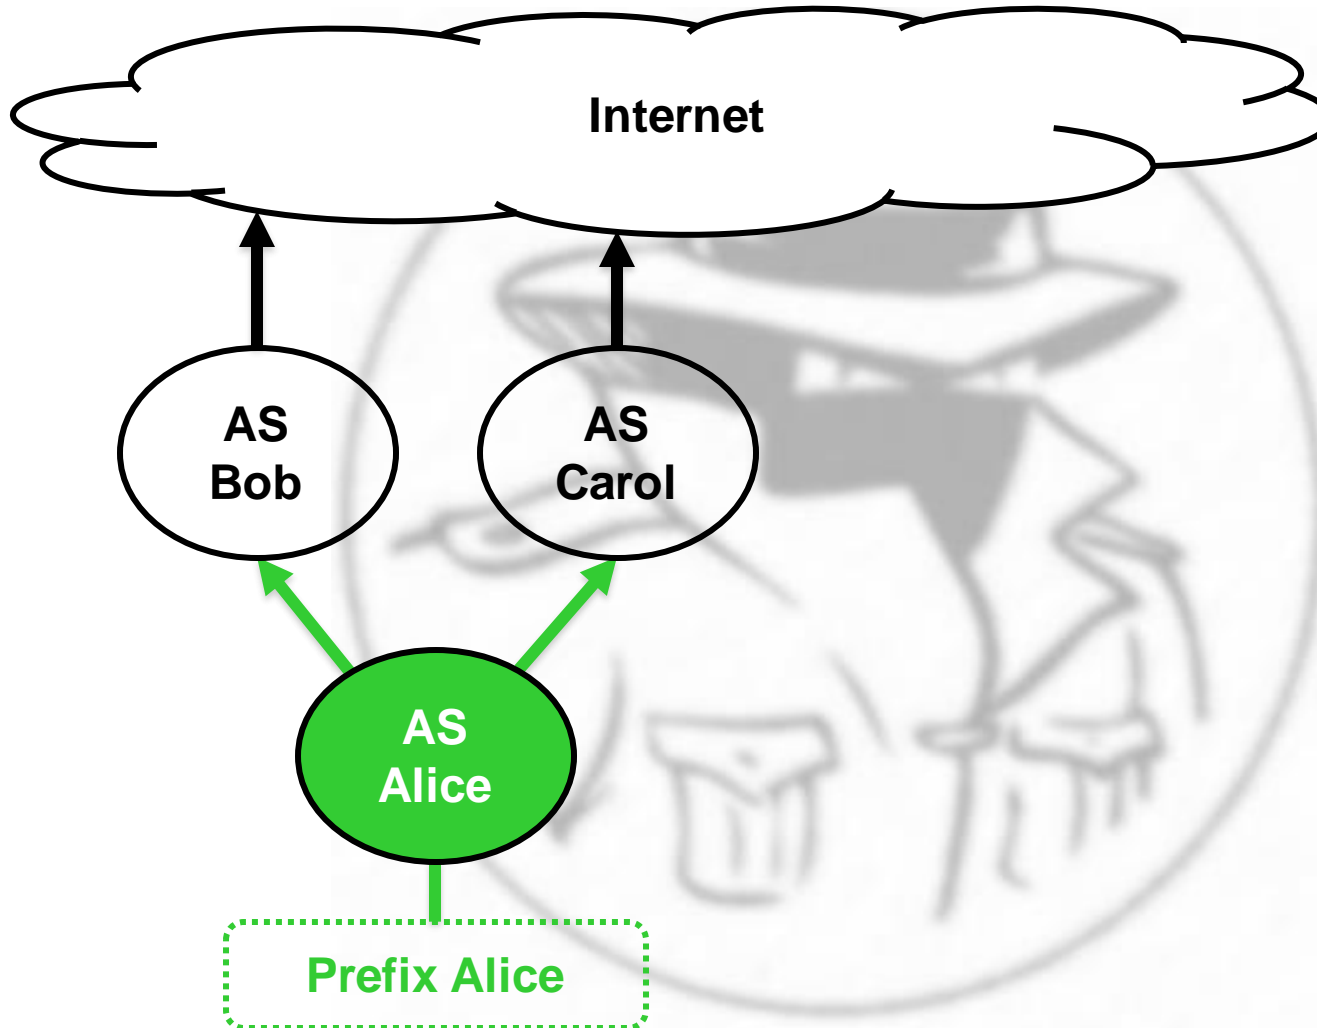 Internet
AS
Bob
AS
Carol
AS
Alice
Prefix Alice